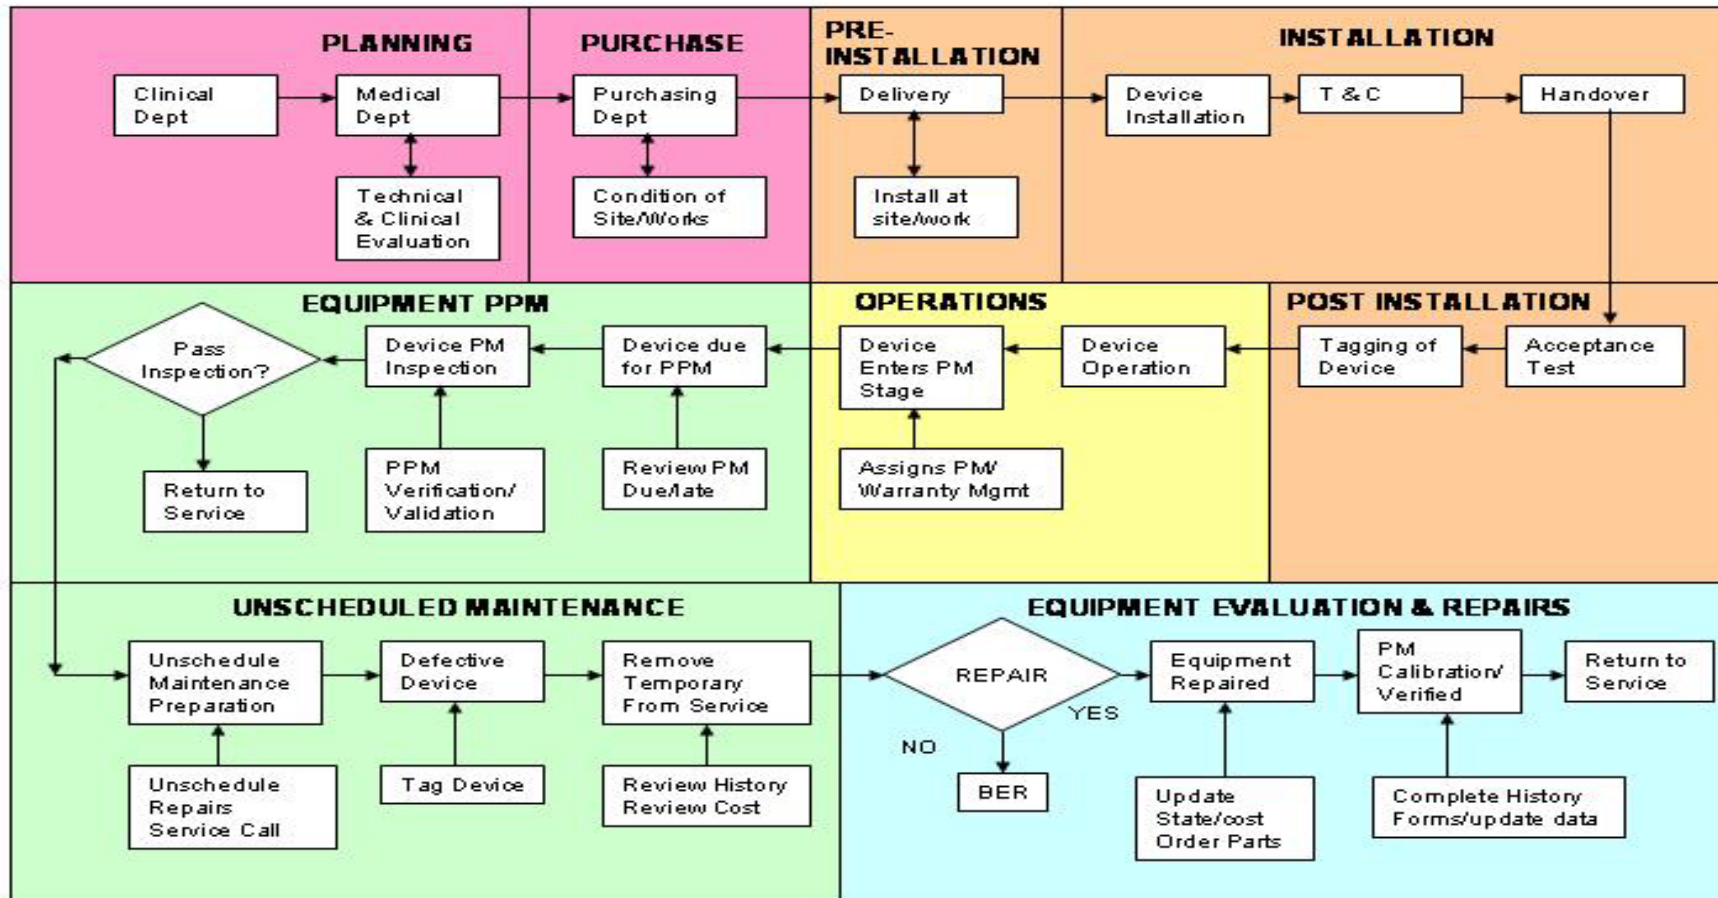 PLANNING
PURCHASE
PRE-
INSTALLATION
INSTALLATION
Clinical
Dept
Medical
Dept
Purchasing
Dept
Delivery
Device
Installation
T & C
Handover
Technical
& Clinical
Evaluation
Condition of
Site/Works
Install at
site/work
EQUIPMENT PPM
OPERATIONS
POST INSTALLATION
Pass
Inspection?
Device PM
Inspection
Device due
for PPM
Device
Enters PM
Stage
Device
Operation
Tagging of
Device
Acceptance
Test
Return to
Service
PPM
Verification/
Validation
Review PM
Due/late
Assigns PM/
Warranty Mgmt
UNSCHEDULED MAINTENANCE
EQUIPMENT EVALUATION & REPAIRS
Unschedule
Maintenance
Preparation
Defective
Device
Remove
Temporary
From Service
REPAIR
YES
NO
Equipment
Repaired
PM
Calibration/
Verified
Return to
Service
Unschedule
Repairs
Service Call
Tag Device
Review History
Review Cost
BER
Update
State/cost
Order Parts
Complete History
Forms/update data